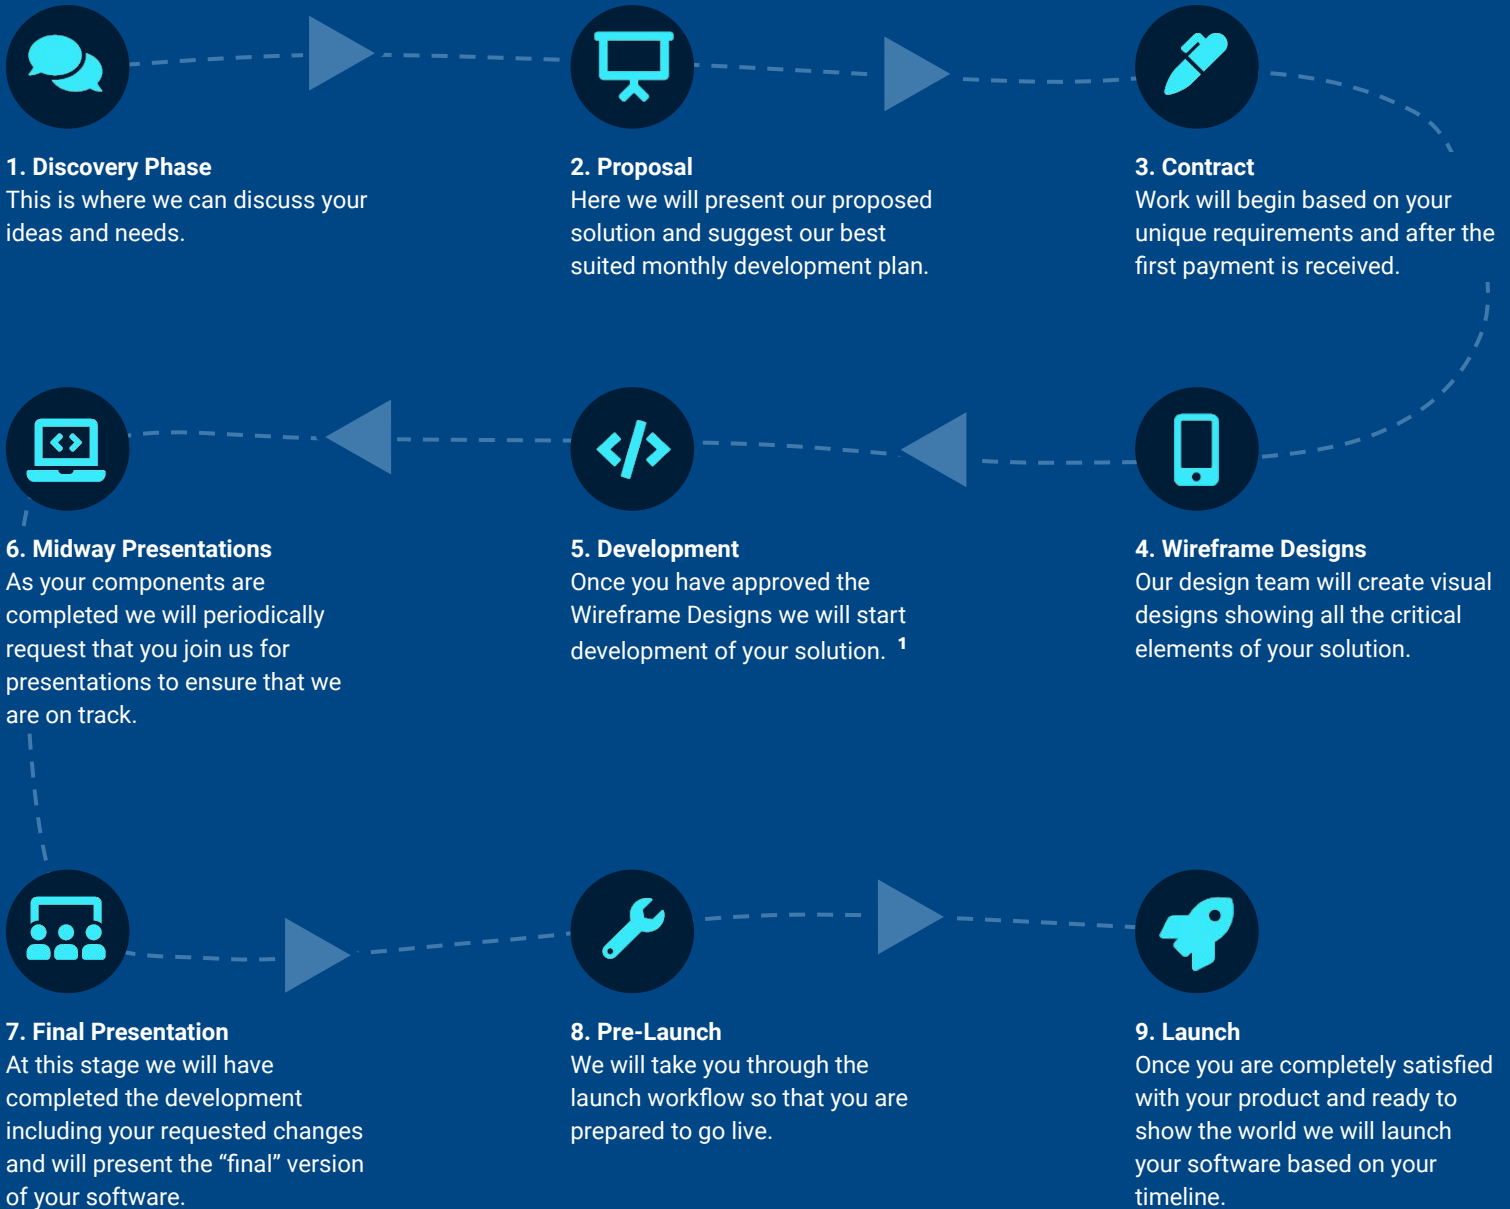 1. Discovery Phase
This is where we can discuss your
ideas and needs.
2. Proposal
Here we will present our proposed
solution and suggest our best
suited monthly development plan.
3. Contract
Work will begin based on your
unique requirements and after the
first payment is received.
4. Wireframe Designs
Our design team will create visual
designs showing all the critical
elements of your solution.
5. Development
Once you have approved the
Wireframe Designs we will start
development of your solution. 1
6. Midway Presentations
As your components are
completed we will periodically
request that you join us for
presentations to ensure that we
are on track.
7. Final Presentation
At this stage we will have
completed the development
including your requested changes
and will present the “final” version
of your software.
8. Pre-Launch
We will take you through the
launch workflow so that you are
prepared to go live.
9. Launch
Once you are completely satisfied
with your product and ready to
show the world we will launch
your software based on your
timeline.